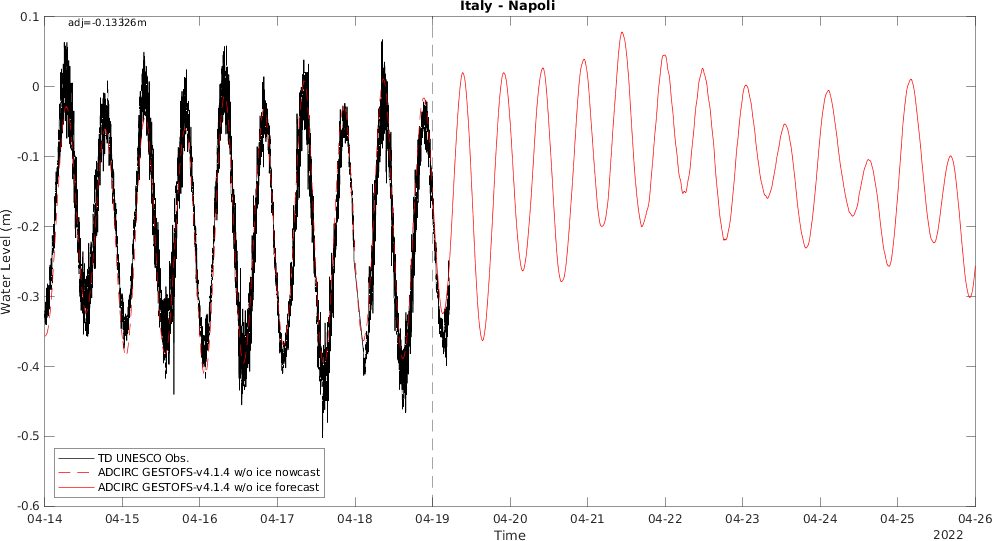 Italy - Napoli
adj=-0.13326m
0.1
0
-0.1
-0.2
-0.3
-0.4
-0.5
-0.6
Water Level (m)
TD UNESCO Obs.
ADCIRC GESTOFS-v4.1.4 w/o ice nowcast
ADCIRC GESTOFS-v4.1.4 w/o ice forecast
04-14 04-15 04-16 04-17 04-18 04-19 04-20 04-21 04-22 04-23 04-24 04-25 04-26
Time
2022